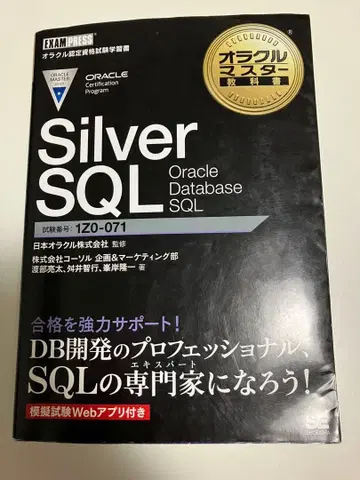 EXAMPRESS®
オラクル認定資格試験学習書
ORACLE MASTER
ORACLE
Certification
Program
オラクル
マスター
教科書
®
Silver
SQL
Oracle
Database
SQL
試験番号：1Z0-071
日本オラクル株式会社 監修
株式会社コーソル 企画&マーケティング部
渡部亮太、舛井智行、峯岸隆一 著
合格を強力サポート！
DB開発のプロフェッショナル、
エキスパート
SQLの専門家になろう！
模擬試験Webアプリ付き
SE
SHOEISHA